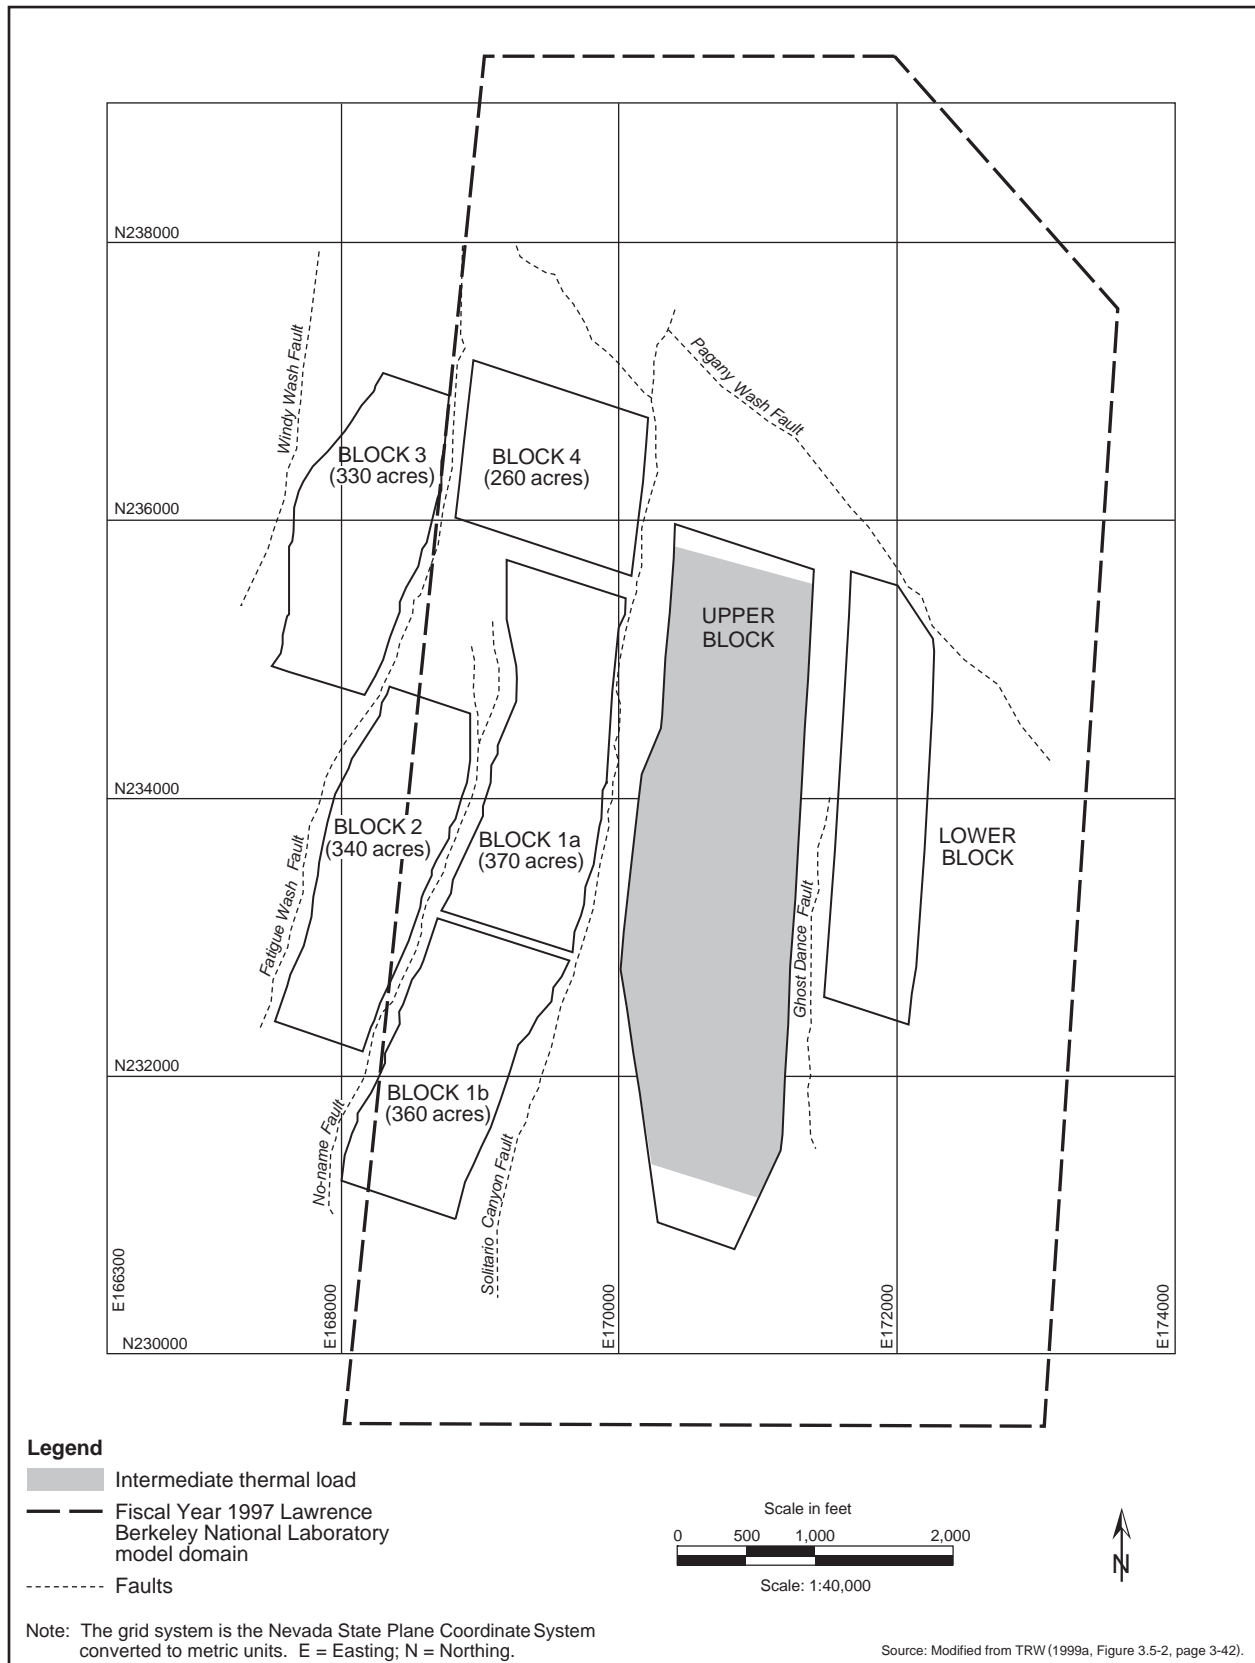 N238000
Windy Wash Fault
Pagany Wash Fault
BLOCK 3
(330 acres)
BLOCK 4
(260 acres)
N236000
UPPER
BLOCK
N234000
BLOCK 2
(340 acres)
BLOCK 1a
(370 acres)
LOWER
BLOCK
Fatigue Wash Fault
Ghost Dance Fault
N232000
BLOCK 1b
(360 acres)
No-name Fault
Solitario Canyon Fault
E166300
E168000
E170000
E172000
E174000
N230000
Legend
Intermediate thermal load
Fiscal Year 1997 Lawrence
Berkeley National Laboratory
model domain
Faults
Scale in feet
0 500 1,000 2,000
Scale: 1:40,000
N
Note: The grid system is the Nevada State Plane Coordinate System
converted to metric units. E = Easting; N = Northing.
Source: Modified from TRW (1999a, Figure 3.5-2, page 3-42).